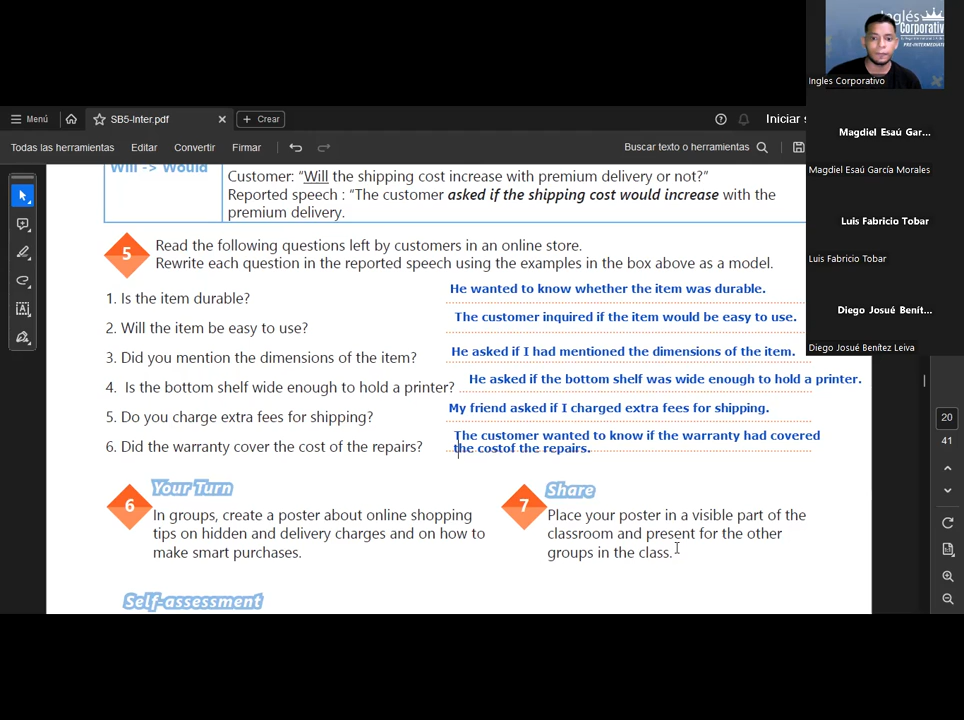 Inglés
Corporativo
PRE-INTERMEDIATE
Ingles Corporativo
Menú
SB5-Inter.pdf
Crear
Iniciar s
Magdiel Esaú Gar...
Todas las herramientas
Editar
Convertir
Firmar
Buscar texto o herramientas
Magdiel Esaú García Morales
Will -> Would
Customer: “Will the shipping cost increase with premium delivery or not?”
Reported speech : “The customer asked if the shipping cost would increase with the
premium delivery.
Luis Fabricio Tobar
Luis Fabricio Tobar
Diego Josué Benít...
Diego Josué Benítez Leiva
5
Read the following questions left by customers in an online store.
Rewrite each question in the reported speech using the examples in the box above as a model.
1. Is the item durable?
He wanted to know whether the item was durable.
2. Will the item be easy to use?
The customer inquired if the item would be easy to use.
3. Did you mention the dimensions of the item?
He asked if I had mentioned the dimensions of the item.
4. Is the bottom shelf wide enough to hold a printer?
He asked if the bottom shelf was wide enough to hold a printer.
5. Do you charge extra fees for shipping?
My friend asked if I charged extra fees for shipping.
6. Did the warranty cover the cost of the repairs?
The customer wanted to know if the warranty had covered
the costof the repairs.
20
41
6
Your Turn
In groups, create a poster about online shopping
tips on hidden and delivery charges and on how to
make smart purchases.
7
Share
Place your poster in a visible part of the
classroom and present for the other
groups in the class.
Self-assessment